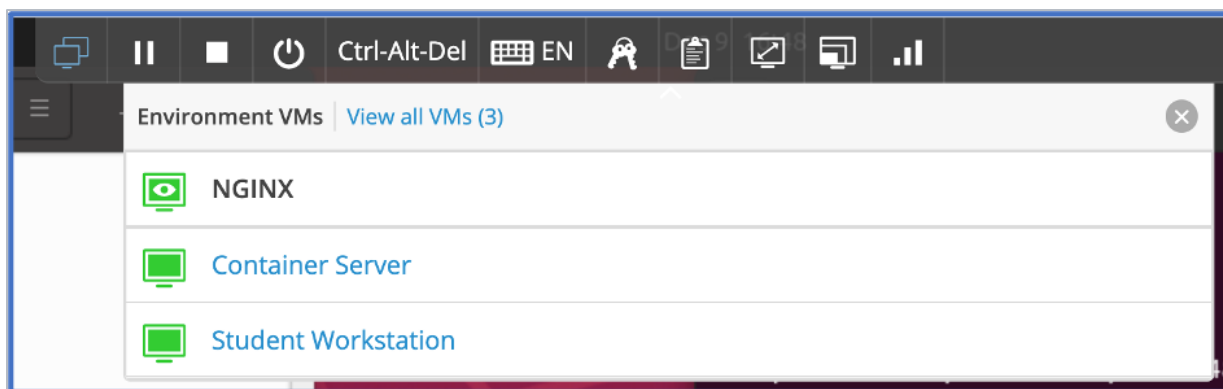 Ctrl-Alt-Del EN
Environment VMs View all VMs (3)
NGINX
Container Server
Student Workstation